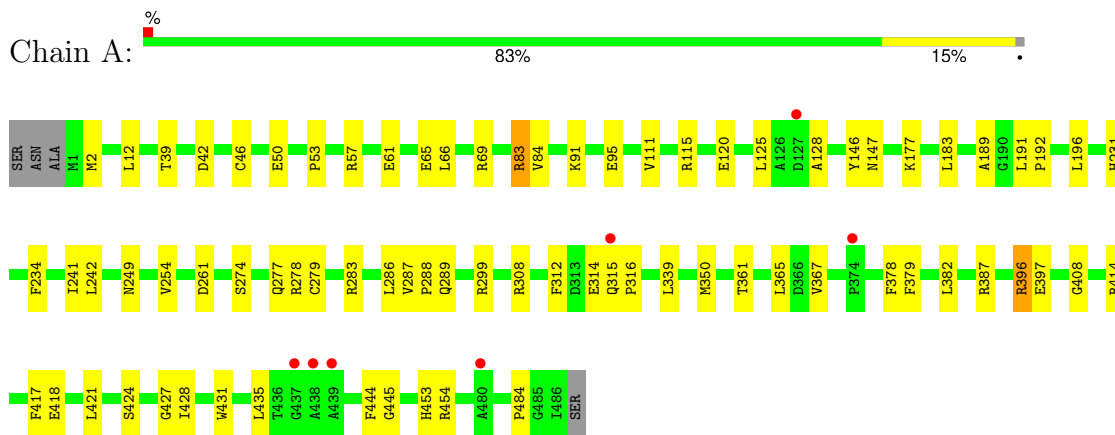 %
Chain A:
83% 15% •
SER ASN ALA M1 M2 L12 T39 D42 C46 E50 P53 R57 E61 E65 L66 R69 R83 V84 K91 E95 V111 R115 E120 L125 A126 D127 A128 Y146 N147 K177 L183 A189 G190 L191 P192 L196 H231
F234 I241 L242 N249 V254 D261 S274 Q277 R278 C279 R283 L286 V287 P288 Q289 R299 R308 F312 D313 E314 Q315 P316 L339 M350 T361 L365 D366 V367 P374 F378 F379 L382 R387 R396 E397 G408
F417 E418 L421 S424 G427 I428 W431 L435 T436 G437 A438 A439 F444 G445 H453 R454 A480 P484 G485 I486 SER